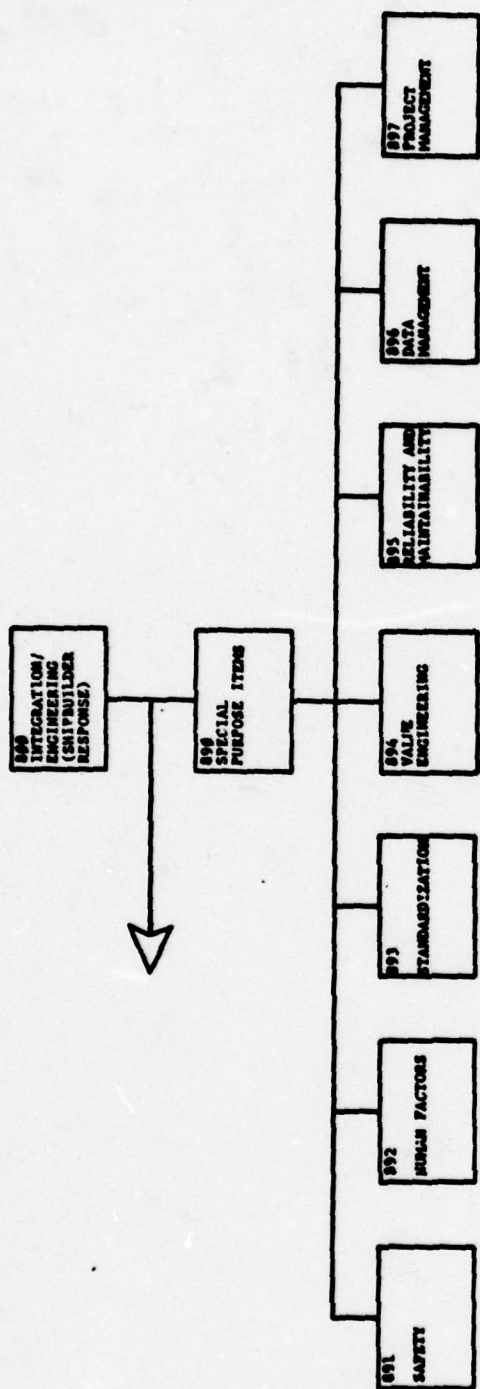 800
INTEGRATION/
ENGINEERING
(SHIPBUILDER
RESPONSE)
890
SPECIAL
PURPOSE ITEMS
891
SAFETY
892
HUMAN FACTORS
893
STANDARDIZATION
894
VALUE
ENGINEERING
895
RELIABILITY AND
MAINTAINABILITY
896
DATA
MANAGEMENT
897
PROJECT
MANAGEMENT